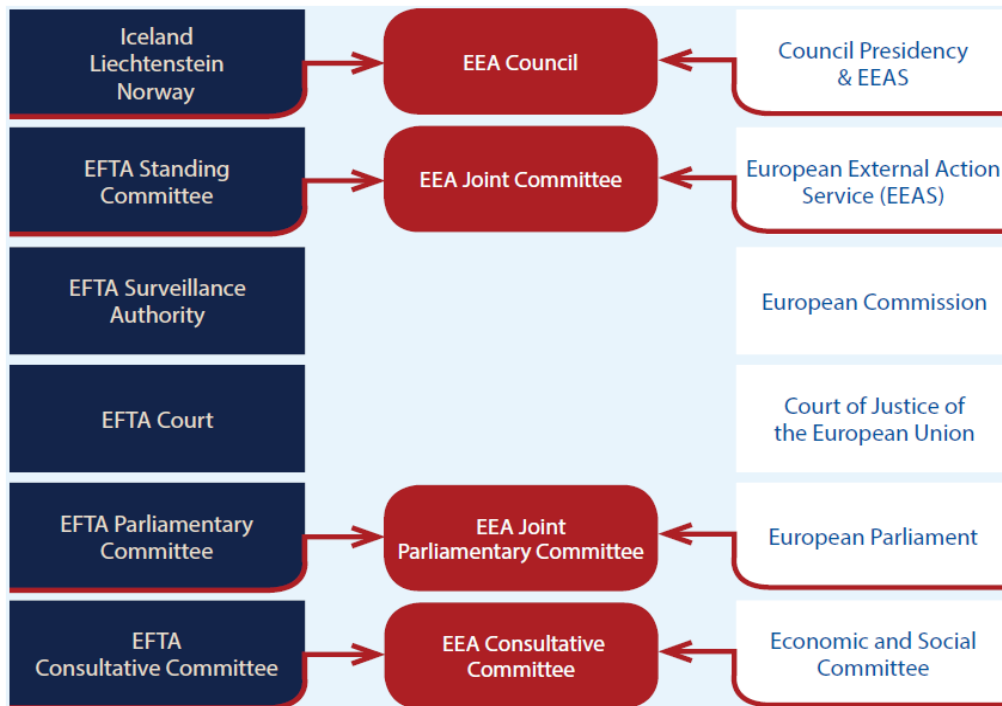 Iceland
Liechtenstein
Norway
EEA Council
Council Presidency
& EEAS
EFTA Standing
Committee
EEA Joint Committee
European External Action
Service (EEAS)
EFTA Surveillance
Authority
European Commission
EFTA Court
Court of Justice of
the European Union
EFTA Parliamentary
Committee
EEA Joint
Parliamentary Committee
European Parliament
EFTA
Consultative Committee
EEA Consultative
Committee
Economic and Social
Committee